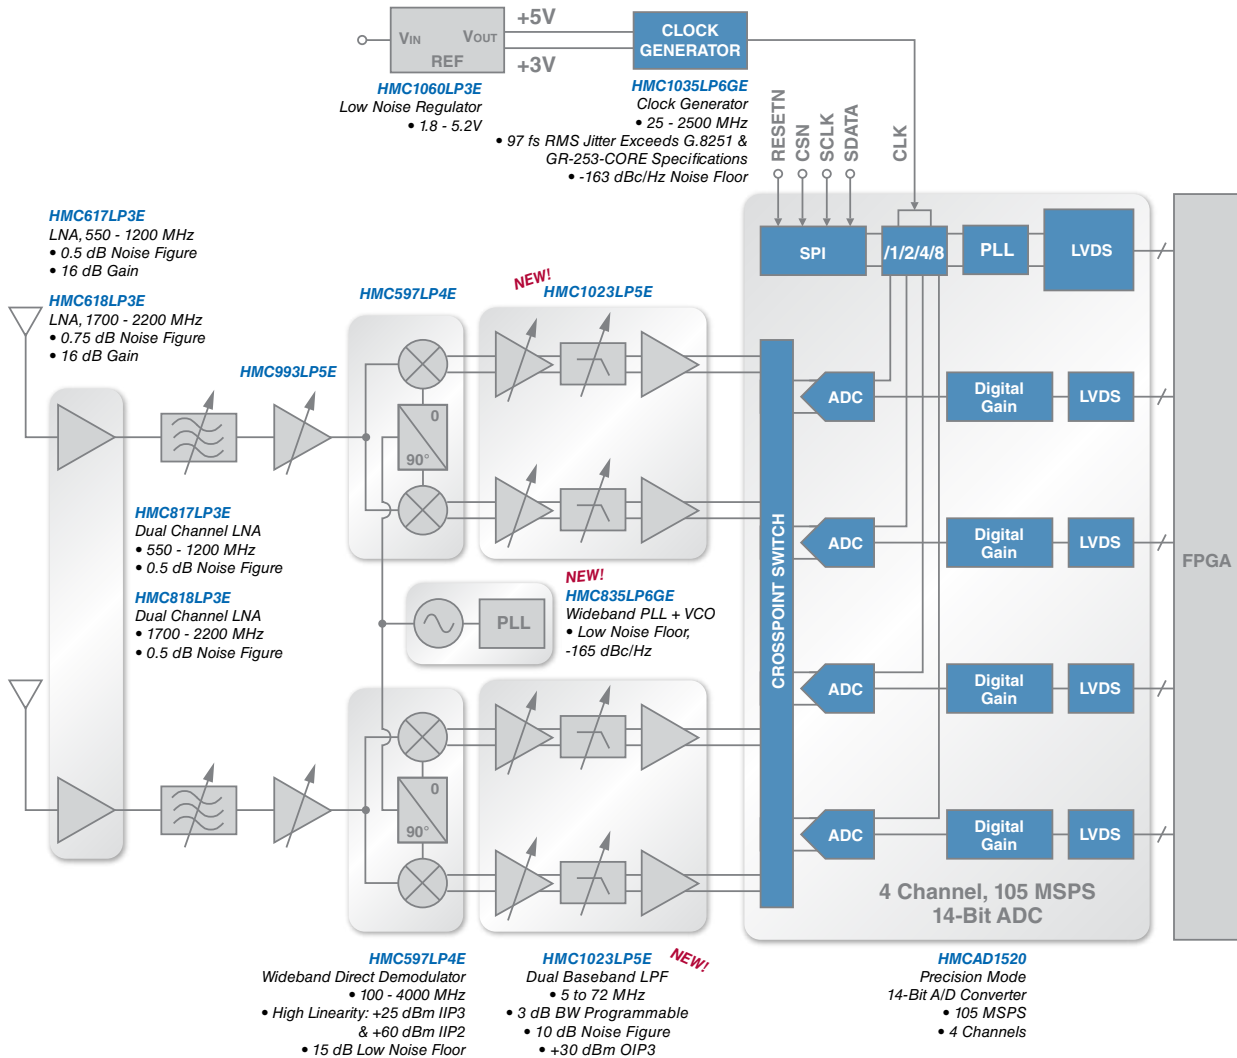 +5V
VIN VOUT
REF
+3V
CLOCK
GENERATOR
HMC1060LP3E
Low Noise Regulator
• 1.8 - 5.2V
HMC1035LP6GE
Clock Generator
• 25 - 2500 MHz
• 97 fs RMS Jitter Exceeds G.8251 &
GR-253-CORE Specifications
• -163 dBc/Hz Noise Floor
RESETN
CSN
SCLK
SDATA
CLK
HMC617LP3E
LNA, 550 - 1200 MHz
• 0.5 dB Noise Figure
• 16 dB Gain
HMC618LP3E
LNA, 1700 - 2200 MHz
• 0.75 dB Noise Figure
• 16 dB Gain
HMC993LP5E
HMC597LP4E
NEW!
HMC1023LP5E
SPI
/1/2/4/8
PLL
LVDS
0
90°
ADC
Digital
Gain
LVDS
HMC817LP3E
Dual Channel LNA
• 550 - 1200 MHz
• 0.5 dB Noise Figure
HMC818LP3E
Dual Channel LNA
• 1700 - 2200 MHz
• 0.5 dB Noise Figure
PLL
NEW!
HMC835LP6GE
Wideband PLL + VCO
• Low Noise Floor,
-165 dBc/Hz
CROSSPOINT SWITCH
ADC
Digital
Gain
LVDS
FPGA
ADC
Digital
Gain
LVDS
0
90°
ADC
Digital
Gain
LVDS
4 Channel, 105 MSPS
14-Bit ADC
HMC597LP4E
Wideband Direct Demodulator
• 100 - 4000 MHz
• High Linearity: +25 dBm IIP3
& +60 dBm IIP2
• 15 dB Low Noise Floor
HMC1023LP5E
NEW!
Dual Baseband LPF
• 5 to 72 MHz
• 3 dB BW Programmable
• 10 dB Noise Figure
• +30 dBm OIP3
HMCAD1520
Precision Mode
14-Bit A/D Converter
• 105 MSPS
• 4 Channels